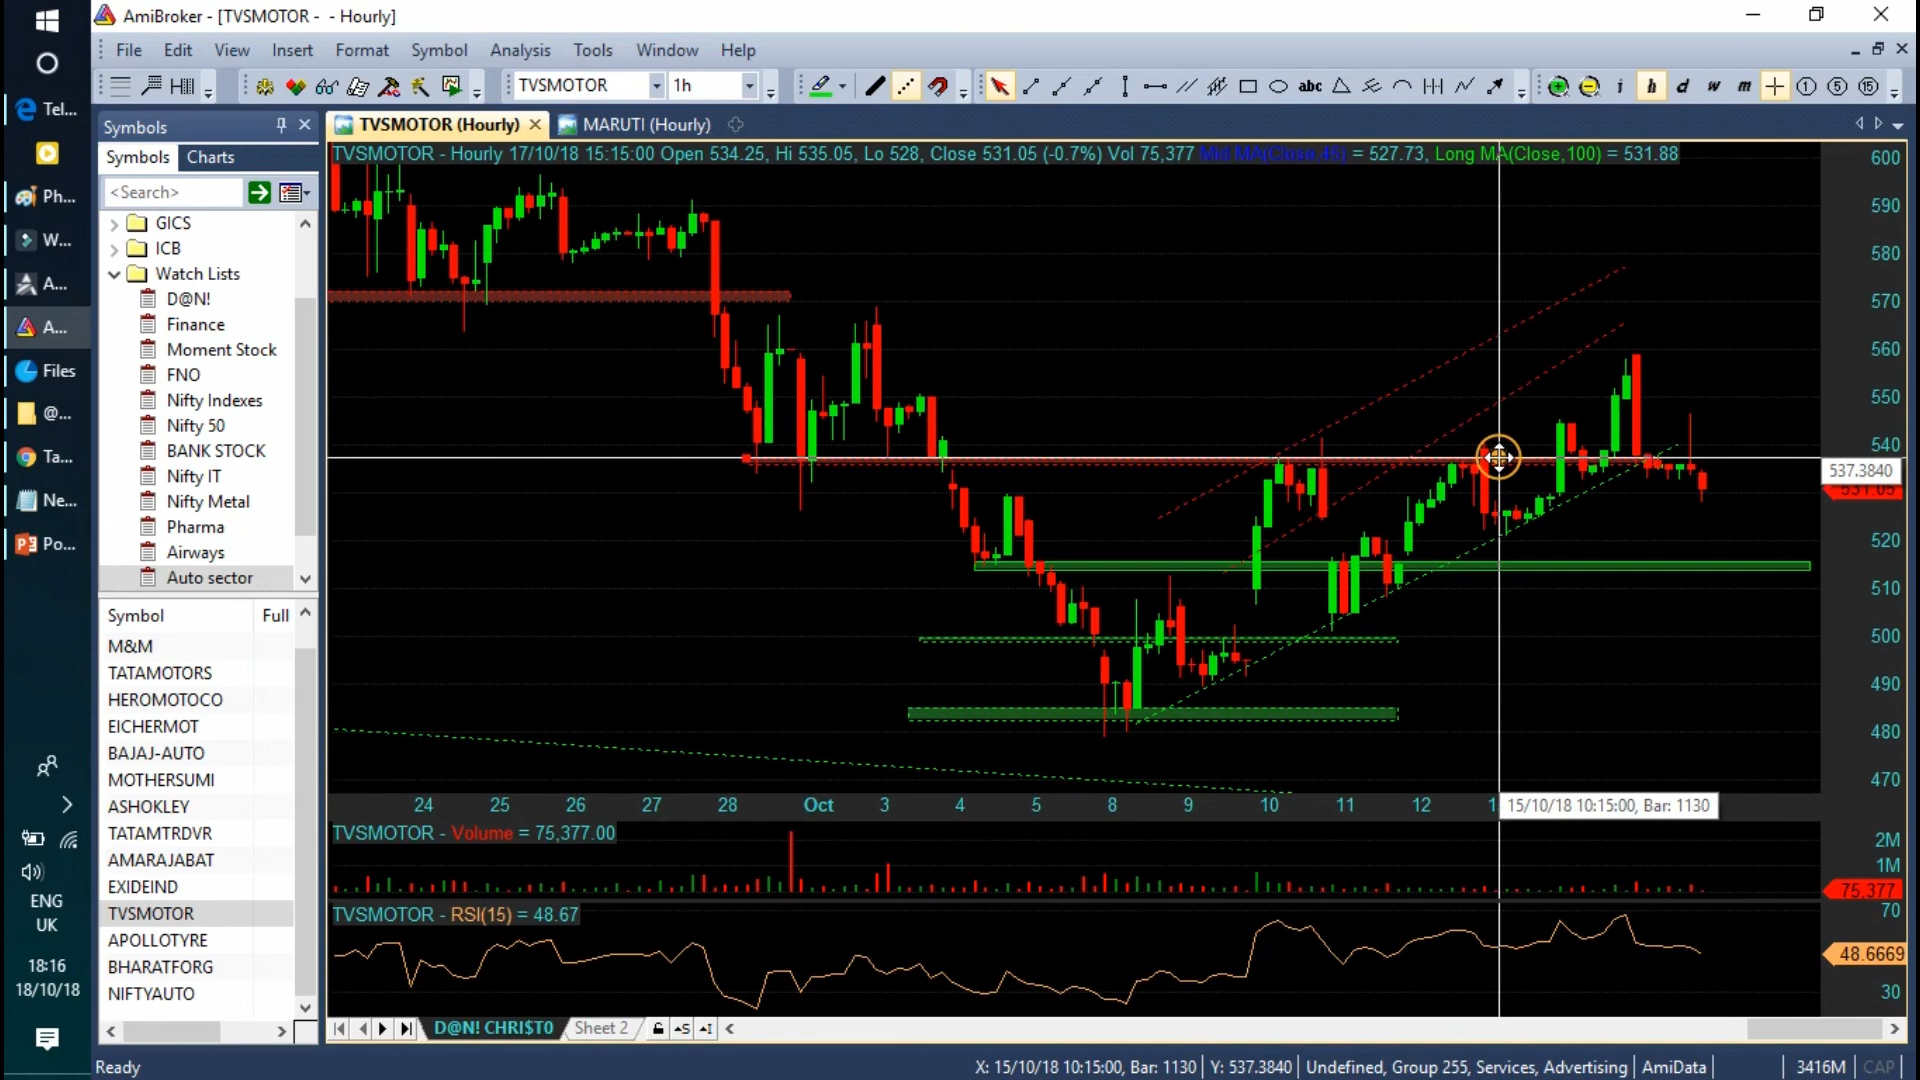 AmiBroker - [TVSMOTOR - - Hourly]
File Edit View Insert Format Symbol Analysis Tools Window Help
TVSMOTOR 1h abc i h d w m 1 5 15
Tel...
Ph...
W...
A...
A...
Files
@...
Ta...
Ne...
Po...
ENG
UK
18:16
18/10/18
Symbols
Symbols Charts
<Search>
GICS
ICB
Watch Lists
D@N!
Finance
Moment Stock
FNO
Nifty Indexes
Nifty 50
BANK STOCK
Nifty IT
Nifty Metal
Pharma
Airways
Auto sector
Symbol Full
M&M
TATAMOTORS
HEROMOTOCO
EICHERMOT
BAJAJ-AUTO
MOTHERSUMI
ASHOKLEY
TATAMTRDVR
AMARAJABAT
EXIDEIND
TVSMOTOR
APOLLOTYRE
BHARATFORG
NIFTYAUTO
TVSMOTOR (Hourly) MARUTI (Hourly)
TVSMOTOR - Hourly 17/10/18 15:15:00 Open 534.25, Hi 535.05, Lo 528, Close 531.05 (-0.7%) Vol 75,377 Mid MA(Close,45) = 527.73, Long MA(Close,100) = 531.88
600
590
580
570
560
550
540
537.3840
531.05
520
510
500
490
480
470
24 25 26 27 28 Oct 3 4 5 8 9 10 11 12 1 15/10/18 10:15:00, Bar: 1130
TVSMOTOR - Volume = 75,377.00
2M
1M
75,377
TVSMOTOR - RSI(15) = 48.67
70
48.6669
30
D@N! CHRI$T0 Sheet 2
Ready X: 15/10/18 10:15:00, Bar: 1130 Y: 537.3840 Undefined, Group 255, Services, Advertising AmiData 3416M CAP